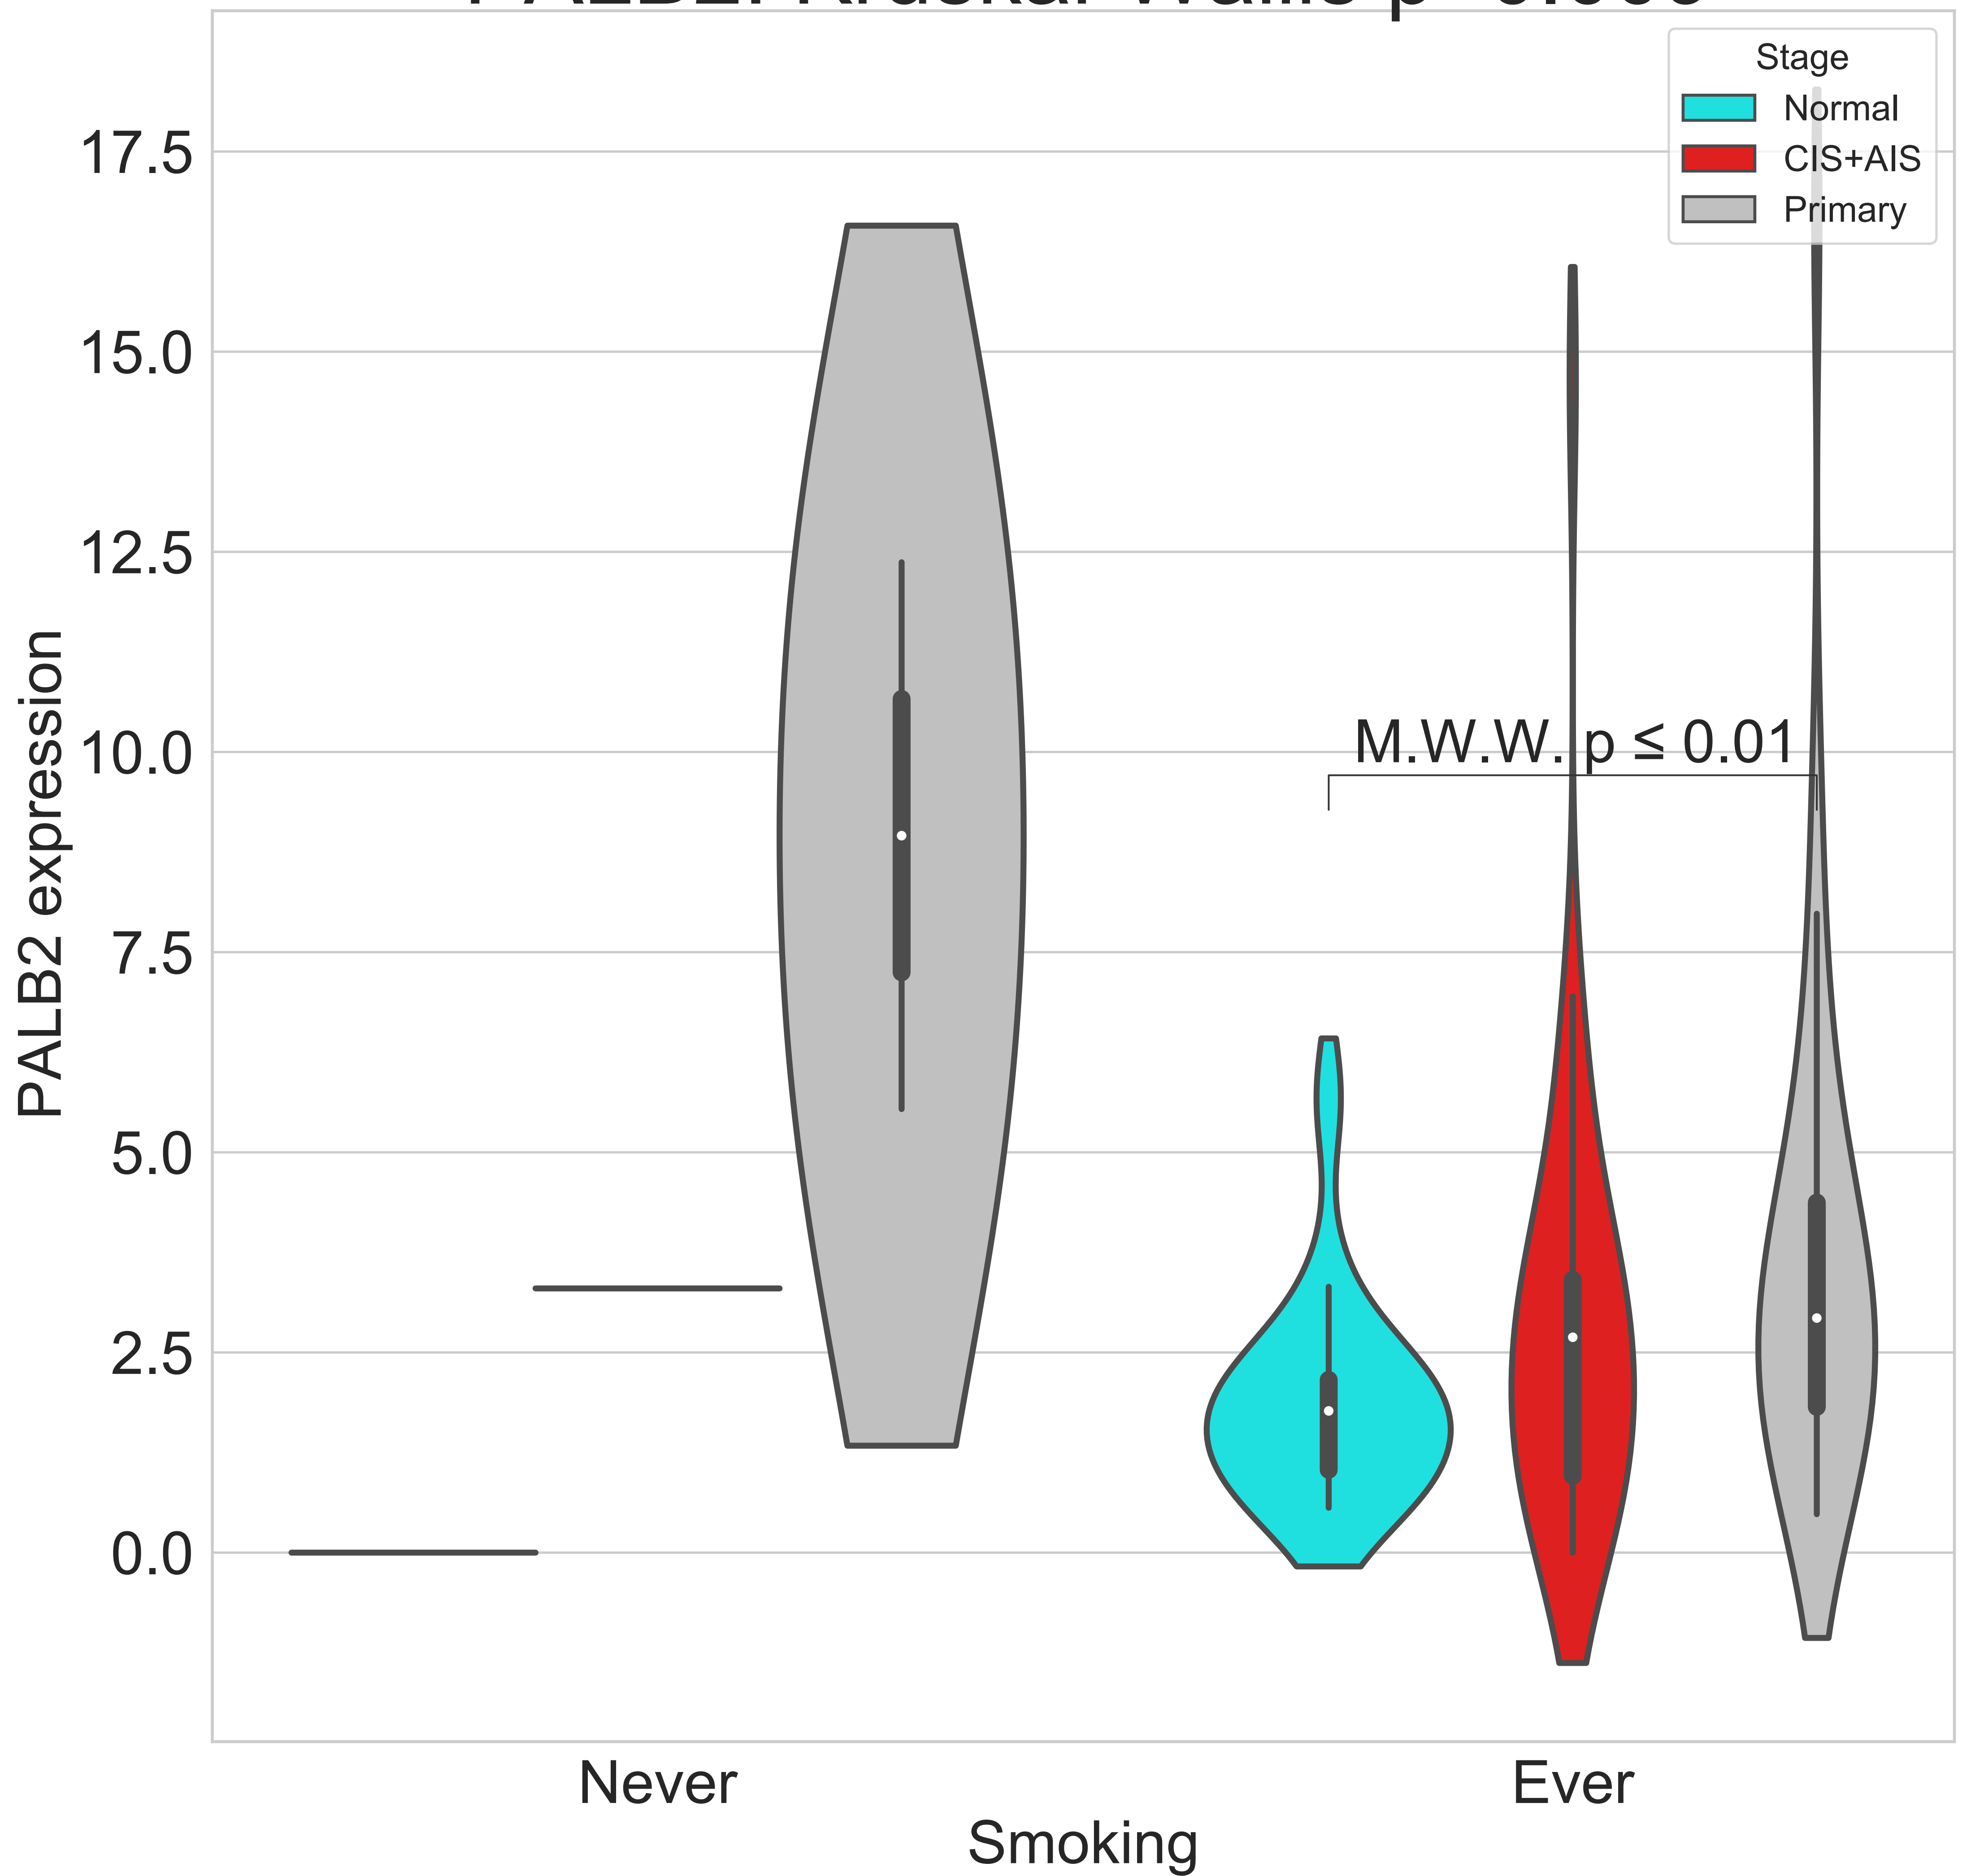 Stage
Normal
CIS+AIS
Primary
17.5
15.0
12.5
10.0
7.5
5.0
2.5
0.0
PALB2 expression
M.W.W. p ≤ 0.01
Never
Ever
Smoking